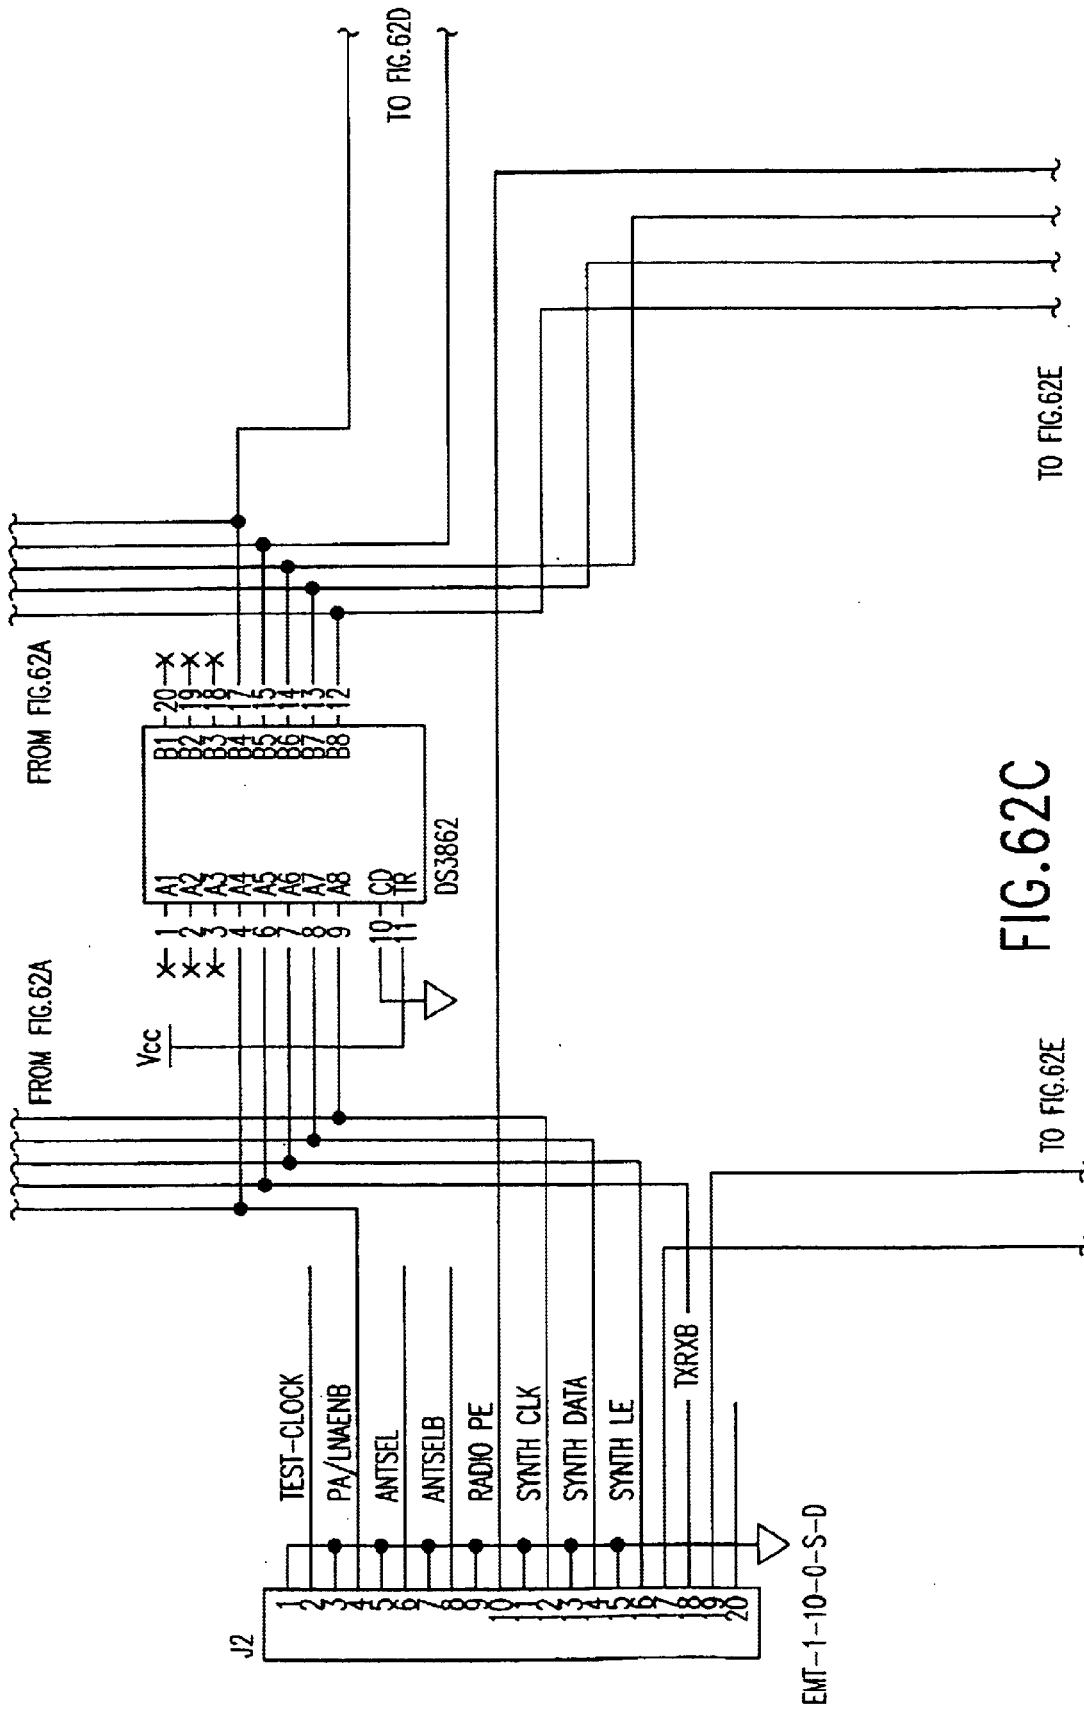 FROM FIG.62A
FROM FIG.62A
TO FIG.62D
Vcc
1 A1
2 A2
3 A3
4 A4
6 A5
7 A6
8 A7
9 A8
10 CD
11 TR
B1 20
B2 19
B3 18
B4 17
B5 15
B6 14
B7 13
B8 12
DS3862
J2
1
2 TEST-CLOCK
3
4 PA/LNAENB
5
6 ANTSEL
7
8 ANTSELB
9
10 RADIO PE
11
12 SYNTH CLK
13
14 SYNTH DATA
15
16 SYNTH LE
17
18 TXRXB
19
20
EMT-1-10-0-S-D
TO FIG.62E
TO FIG.62E
FIG.62C